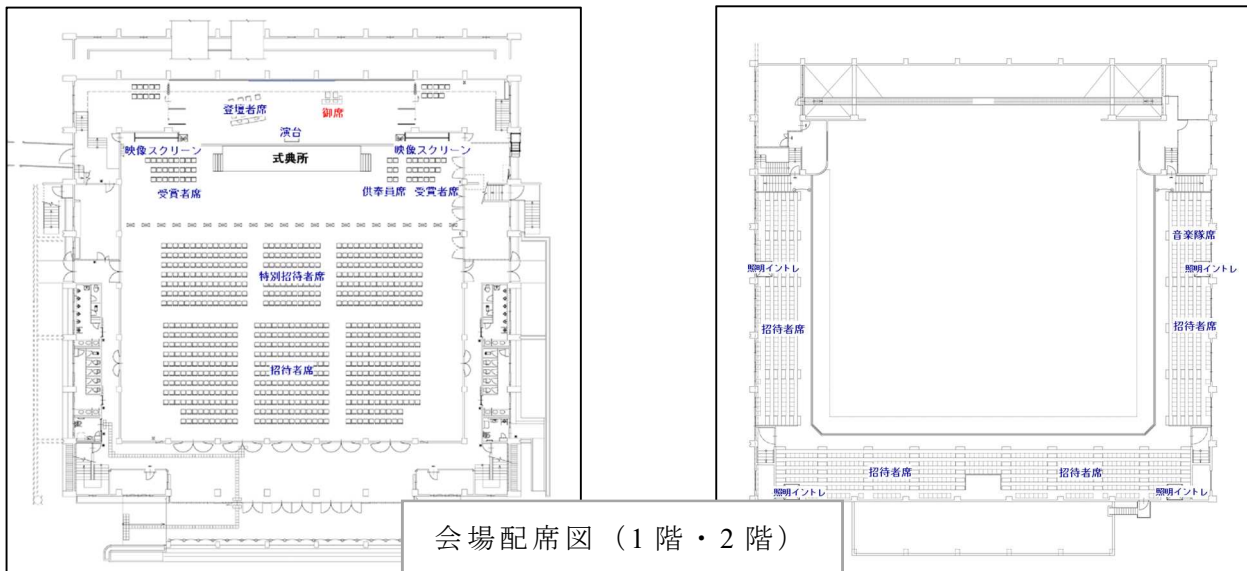 登壇者席
御席
演台
映像スクリーン
式典所
映像スクリーン
受賞者席
供奉員席
受賞者席
特別招待者席
招待者席
音楽隊席
照明イントレ
照明イントレ
招待者席
招待者席
招待者席
招待者席
照明イントレ
照明イントレ
会場配席図（1階・2階）